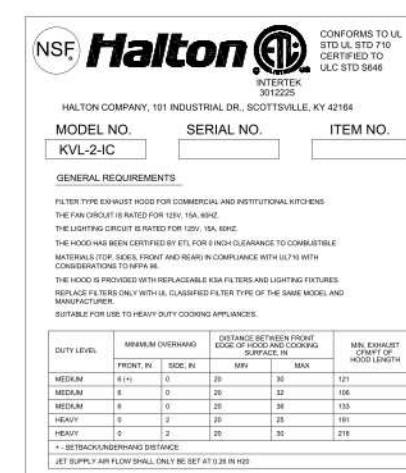 NSF
Halton
ETL
INTERTEK
3012225
CONFORMS TO UL
STD UL STD 710
CERTIFIED TO
ULC STD S646
HALTON COMPANY, 101 INDUSTRIAL DR., SCOTTSVILLE, KY 42164
MODEL NO. SERIAL NO. ITEM NO.
KVL-2-IC
GENERAL REQUIREMENTS
FILTER TYPE EXHAUST HOOD FOR COMMERCIAL AND INSTITUTIONAL KITCHENS
THE FAN CIRCUIT IS RATED FOR 125V, 15A, 60HZ.
THE LIGHTING CIRCUIT IS RATED FOR 125V, 15A, 60HZ.
THE HOOD HAS BEEN CERTIFIED BY ETL FOR 0 INCH CLEARANCE TO COMBUSTIBLE
MATERIALS (TOP, SIDES, FRONT AND REAR) IN COMPLIANCE WITH UL710 WITH
CONSIDERATIONS TO NFPA 96.
THE HOOD IS PROVIDED WITH REPLACEABLE KSA FILTERS AND LIGHTING FIXTURES.
REPLACE FILTERS ONLY WITH UL CLASSIFIED FILTER TYPE OF THE SAME MODEL AND
MANUFACTURER.
SUITABLE FOR USE TO HEAVY DUTY COOKING APPLIANCES.
DUTY LEVEL MINIMUM OVERHANG DISTANCE BETWEEN FRONT EDGE OF HOOD AND COOKING SURFACE, IN MIN. EXHAUST CFM/FT OF HOOD LENGTH
FRONT, IN SIDE, IN MIN MAX
MEDIUM 6 (+) 0 20 30 121
MEDIUM 6 0 20 32 106
MEDIUM 6 0 20 36 133
HEAVY 0 2 20 25 191
HEAVY 0 2 20 30 218
+ - SETBACK/UNDERHANG DISTANCE
JET SUPPLY AIR FLOW SHALL ONLY BE SET AT 0.28 IN H20